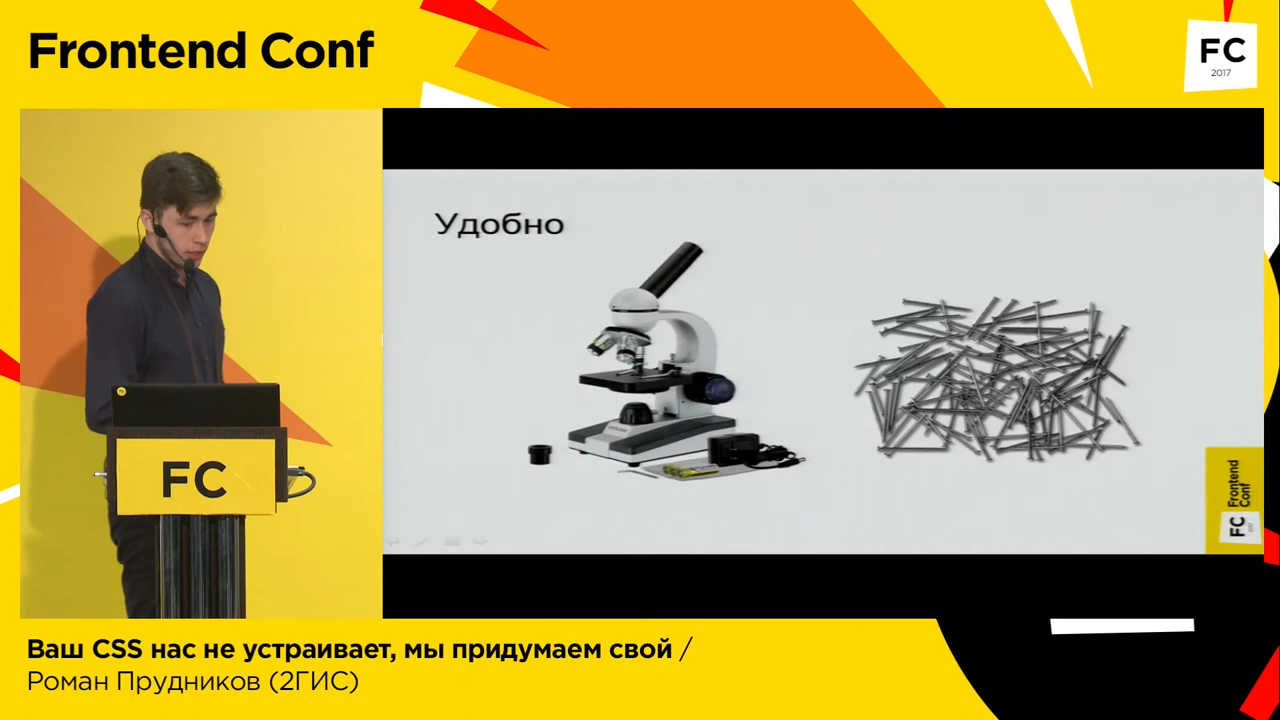 Frontend Conf
FC
2017
Удобно
FC
Frontend
Conf
FC
Ваш CSS нас не устраивает, мы придумаем свой /
Роман Прудников (2ГИС)